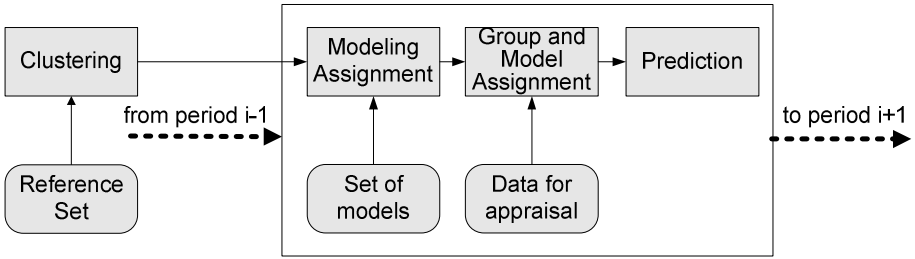 Clustering
Modeling
Assignment
Group and
Model
Assignment
Prediction
from period i-1
to period i+1
Reference
Set
Set of
models
Data for
appraisal